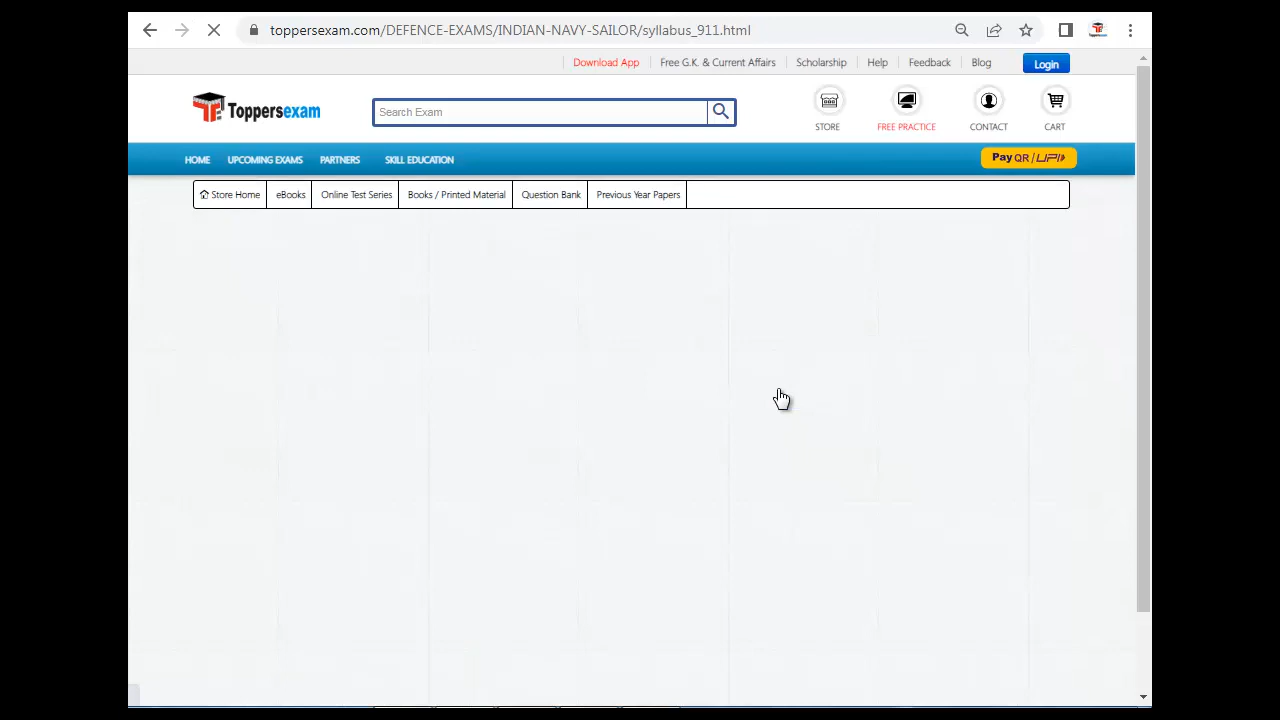 toppersexam.com/DEFENCE-EXAMS/INDIAN-NAVY-SAILOR/syllabus_911.html
Download App Free G.K. & Current Affairs Scholarship Help Feedback Blog Login
Toppersexam Search Exam
STORE FREE PRACTICE CONTACT CART
HOME UPCOMING EXAMS PARTNERS SKILL EDUCATION Pay QR / UPI
Store Home eBooks Online Test Series Books / Printed Material Question Bank Previous Year Papers